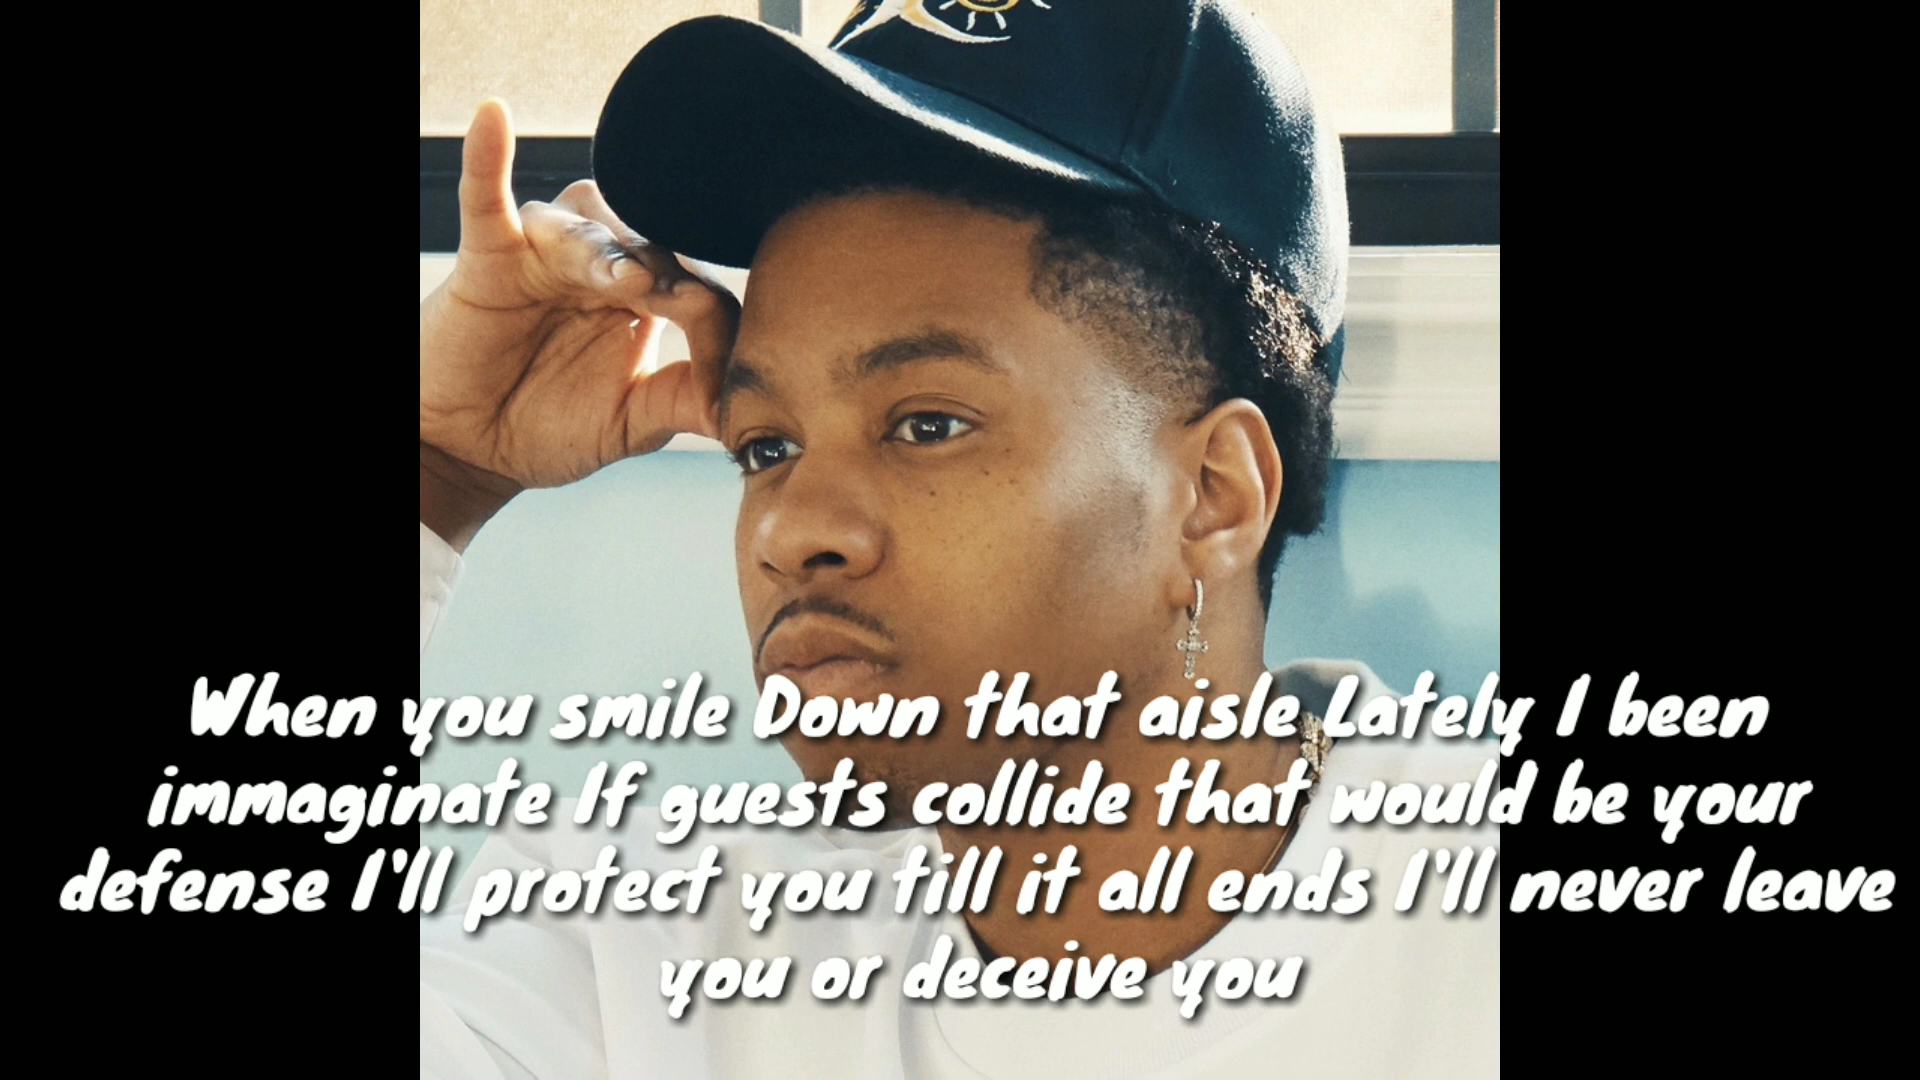 When you smile Down that aisle Lately I been
immaginate If guests collide that would be your
defense I'll protect you till it all ends I'll never leave
you or deceive you